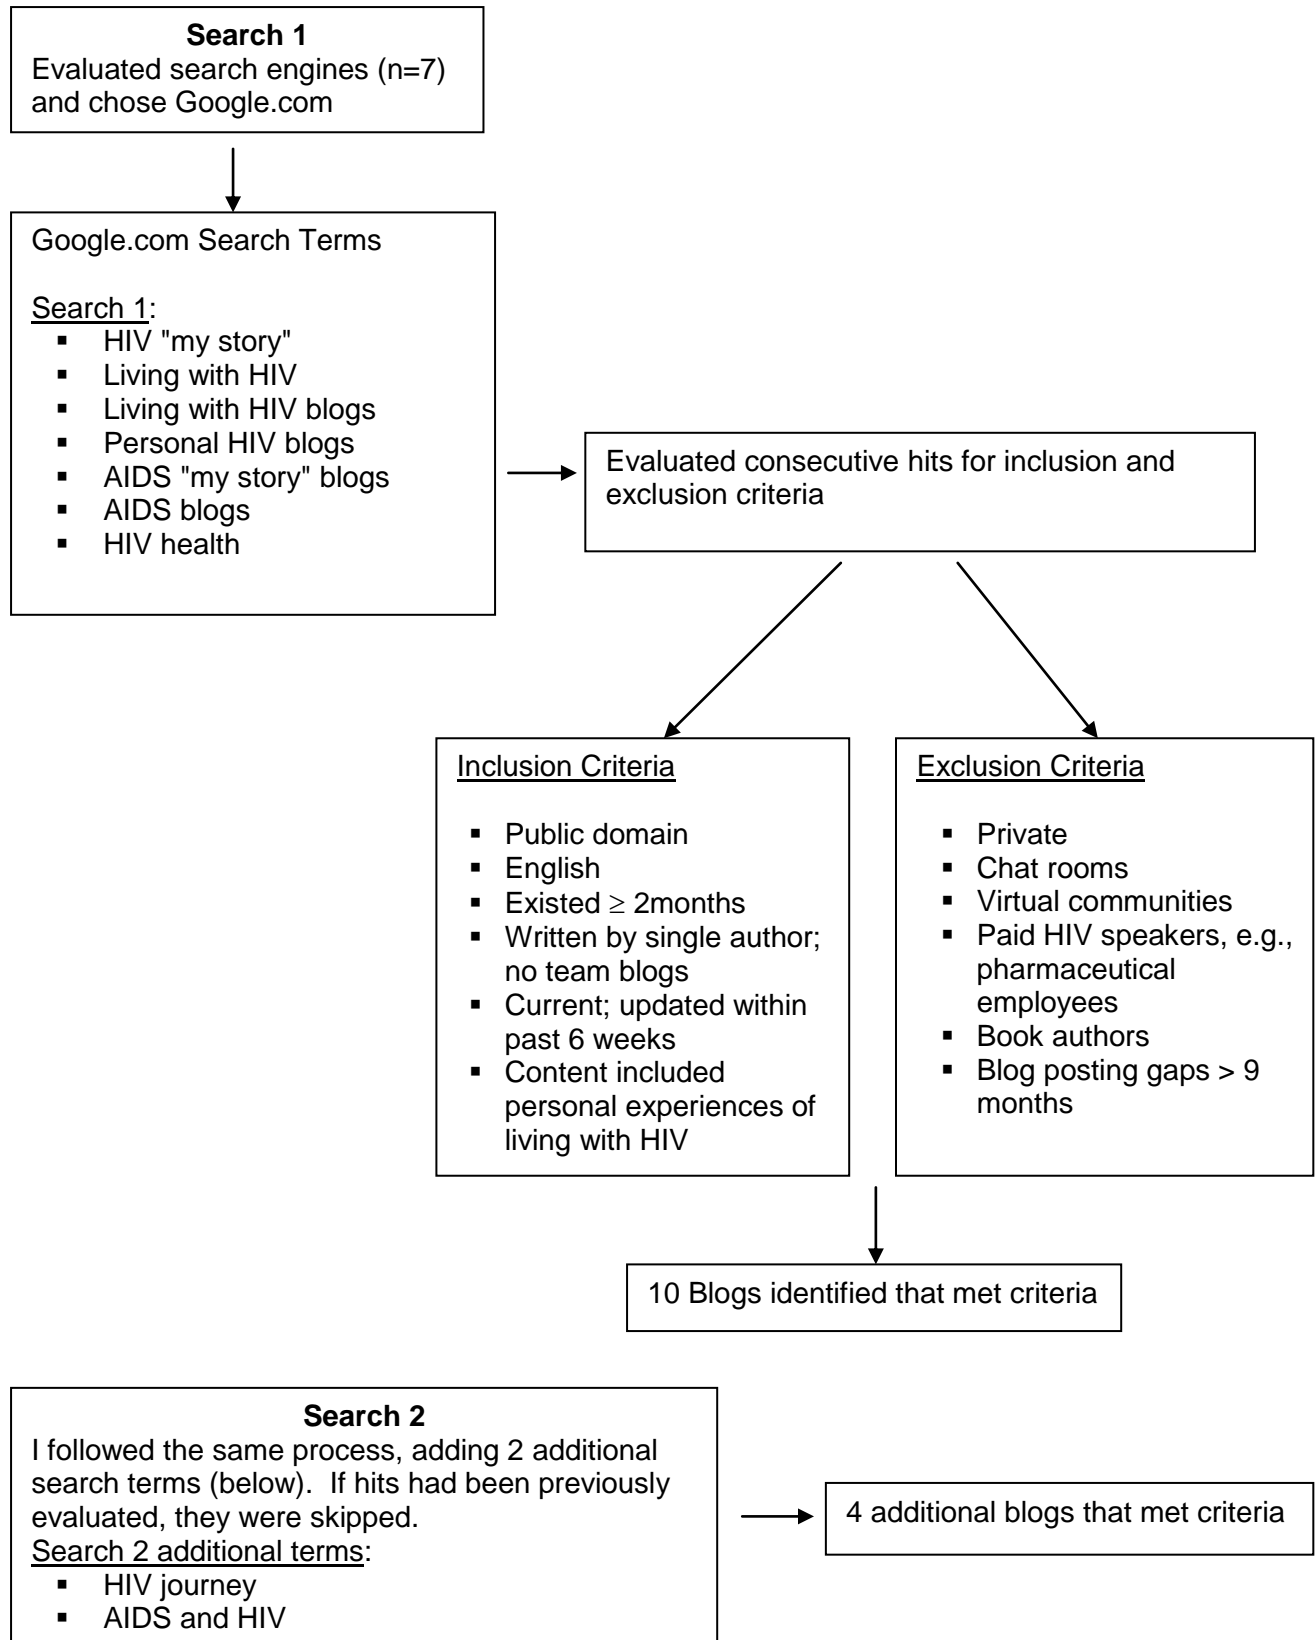 Search 1
Evaluated search engines (n=7)
and chose Google.com
Google.com Search Terms
Search 1:
▪ HIV "my story"
▪ Living with HIV
▪ Living with HIV blogs
▪ Personal HIV blogs
▪ AIDS "my story" blogs
▪ AIDS blogs
▪ HIV health
Evaluated consecutive hits for inclusion and
exclusion criteria
Inclusion Criteria
▪ Public domain
▪ English
▪ Existed ≥ 2months
▪ Written by single author;
no team blogs
▪ Current; updated within
past 6 weeks
▪ Content included
personal experiences of
living with HIV
Exclusion Criteria
▪ Private
▪ Chat rooms
▪ Virtual communities
▪ Paid HIV speakers, e.g.,
pharmaceutical
employees
▪ Book authors
▪ Blog posting gaps > 9
months
10 Blogs identified that met criteria
Search 2
I followed the same process, adding 2 additional
search terms (below).  If hits had been previously
evaluated, they were skipped.
Search 2 additional terms:
▪ HIV journey
▪ AIDS and HIV
4 additional blogs that met criteria